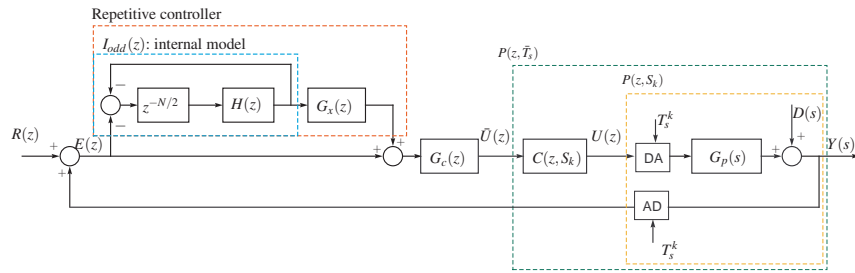 Repetitive controller
I_odd(z): internal model
P(z, T̄_s)
P(z, S_k)
−
z^{−N/2}
H(z)
G_x(z)
−
R(z)
E(z)
+
+
+
+
G_c(z)
Ū(z)
C(z, S_k)
U(z)
T_s^k
DA
G_p(s)
D(s)
+
+
Y(s)
AD
T_s^k